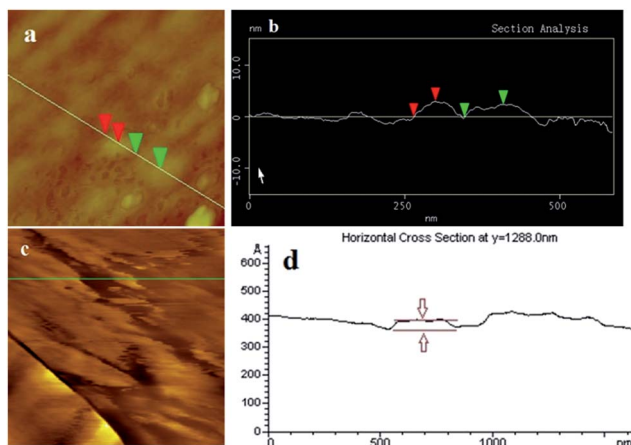 a
b
nm
Section Analysis
10.0
0
-10.0
0
250
500
nm
c
d
Horizontal Cross Section at y=1288.0nm
Å
600
500
400
300
200
100
0
0
500
1000
nm